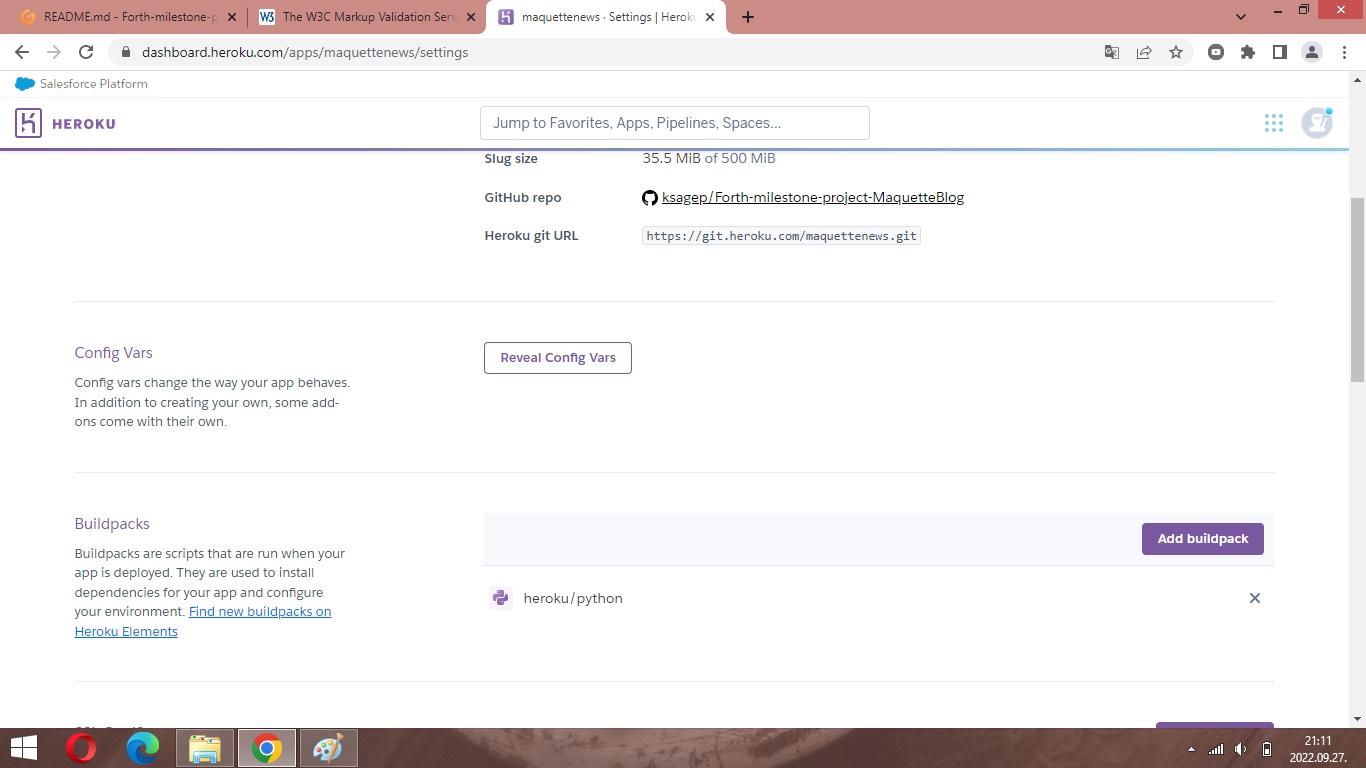 README.md - Forth-milestone-p
The W3C Markup Validation Serv
maquettenews · Settings | Heroku
dashboard.heroku.com/apps/maquettenews/settings
Salesforce Platform
HEROKU
Jump to Favorites, Apps, Pipelines, Spaces...
Slug size
35.5 MiB of 500 MiB
GitHub repo
ksagep/Forth-milestone-project-MaquetteBlog
Heroku git URL
https://git.heroku.com/maquettenews.git
Config Vars
Config vars change the way your app behaves.
In addition to creating your own, some add-
ons come with their own.
Reveal Config Vars
Buildpacks
Buildpacks are scripts that are run when your
app is deployed. They are used to install
dependencies for your app and configure
your environment. Find new buildpacks on
Heroku Elements
Add buildpack
heroku/python
21:11
2022.09.27.